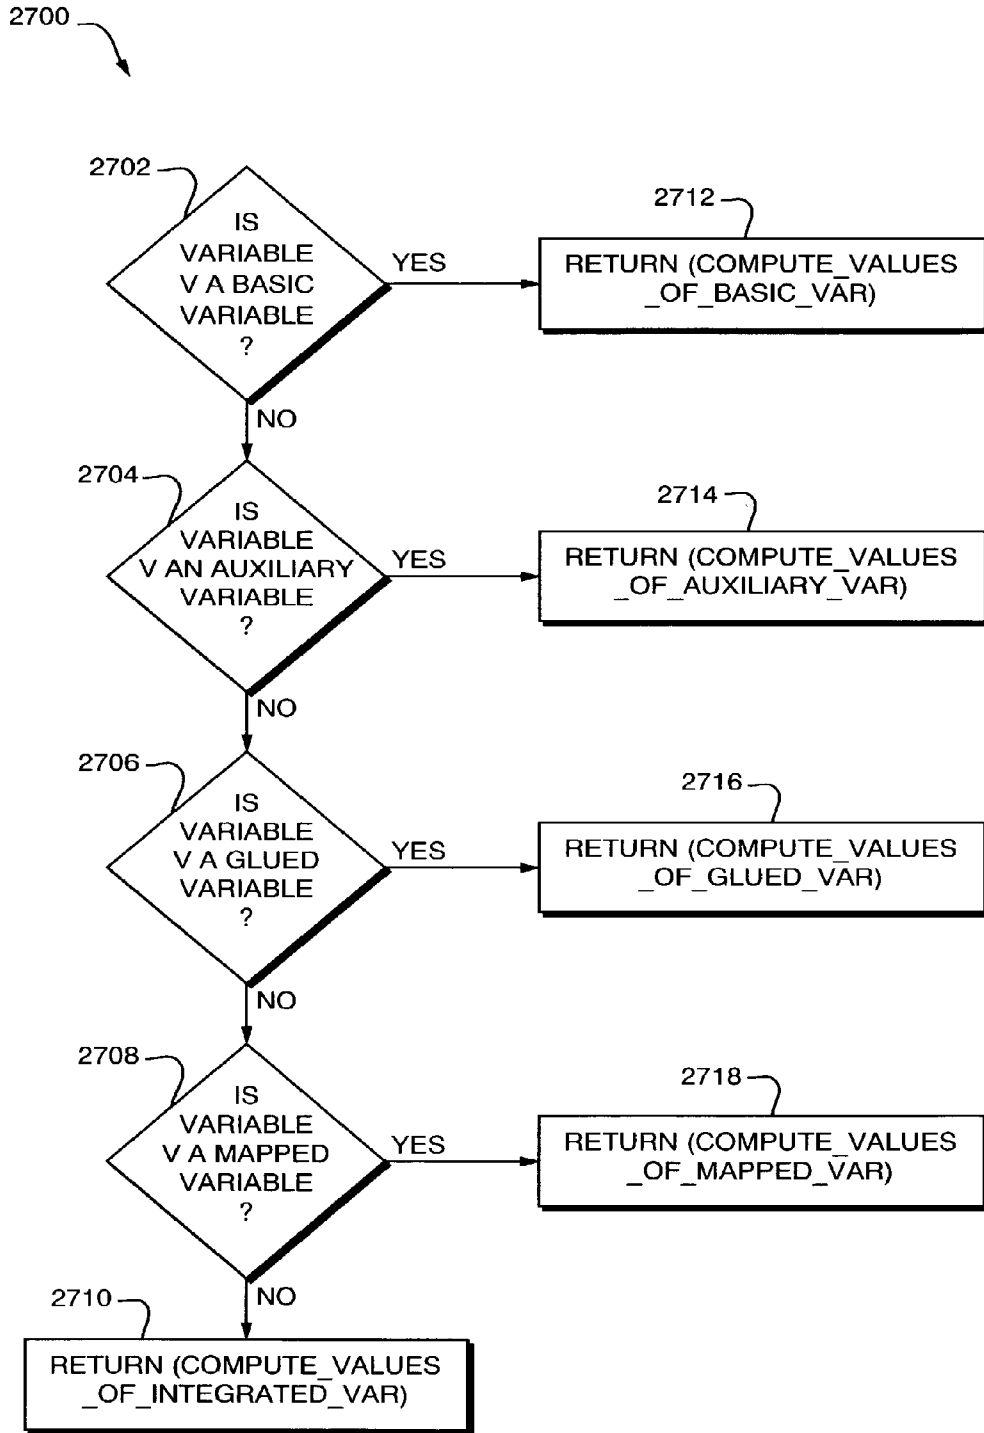 2700
2702
IS
VARIABLE
V A BASIC
VARIABLE
?
YES
2712
RETURN (COMPUTE_VALUES
_OF_BASIC_VAR)
NO
2704
IS
VARIABLE
V AN AUXILIARY
VARIABLE
?
YES
2714
RETURN (COMPUTE_VALUES
_OF_AUXILIARY_VAR)
NO
2706
IS
VARIABLE
V A GLUED
VARIABLE
?
YES
2716
RETURN (COMPUTE_VALUES
_OF_GLUED_VAR)
NO
2708
IS
VARIABLE
V A MAPPED
VARIABLE
?
YES
2718
RETURN (COMPUTE_VALUES
_OF_MAPPED_VAR)
NO
2710
RETURN (COMPUTE_VALUES
_OF_INTEGRATED_VAR)